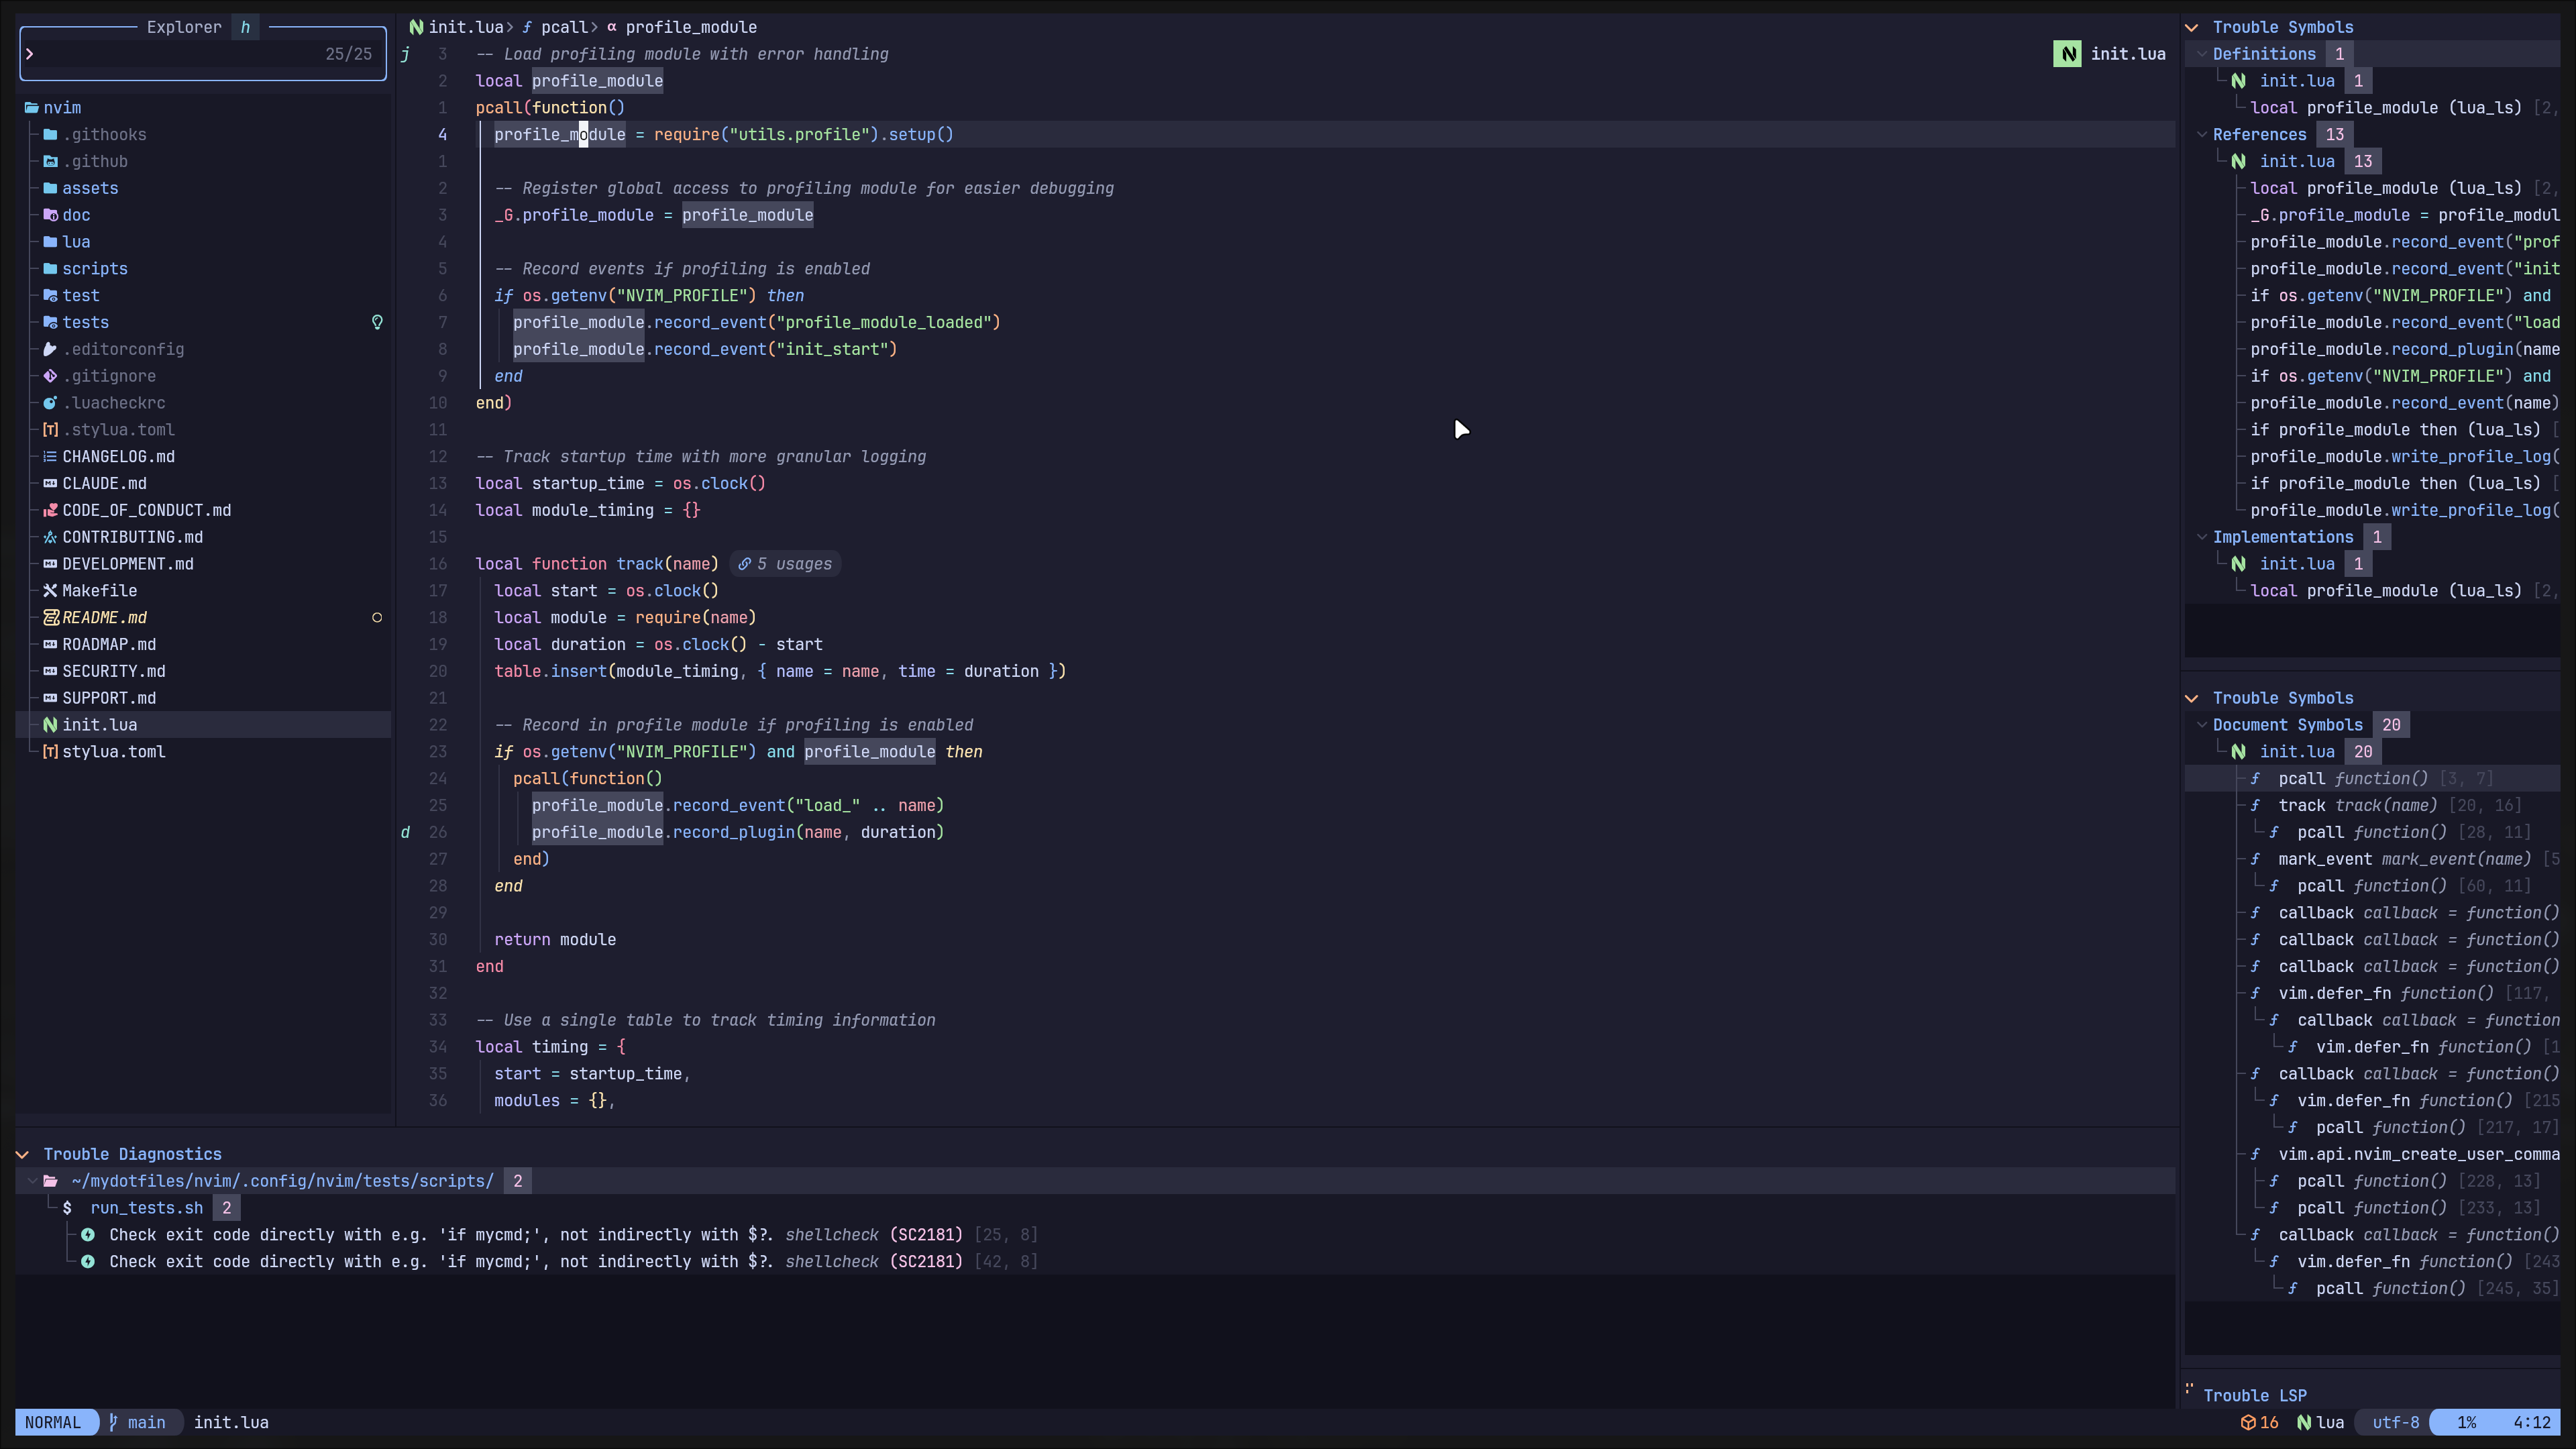 Explorer h
25/25
nvim
.githooks
.github
assets
doc
lua
scripts
test
tests
.editorconfig
.gitignore
.luacheckrc
.stylua.toml
CHANGELOG.md
CLAUDE.md
CODE_OF_CONDUCT.md
CONTRIBUTING.md
DEVELOPMENT.md
Makefile
README.md
ROADMAP.md
SECURITY.md
SUPPORT.md
init.lua
stylua.toml
init.lua> ƒ pcall> α profile_module
init.lua
j 3 -- Load profiling module with error handling
2 local profile_module
1 pcall(function()
4 profile_module = require("utils.profile").setup()
1
2 -- Register global access to profiling module for easier debugging
3 _G.profile_module = profile_module
4
5 -- Record events if profiling is enabled
6 if os.getenv("NVIM_PROFILE") then
7 profile_module.record_event("profile_module_loaded")
8 profile_module.record_event("init_start")
9 end
10 end)
11
12 -- Track startup time with more granular logging
13 local startup_time = os.clock()
14 local module_timing = {}
15
16 local function track(name) 5 usages
17 local start = os.clock()
18 local module = require(name)
19 local duration = os.clock() - start
20 table.insert(module_timing, { name = name, time = duration })
21
22 -- Record in profile module if profiling is enabled
23 if os.getenv("NVIM_PROFILE") and profile_module then
24 pcall(function()
25 profile_module.record_event("load_" .. name)
d 26 profile_module.record_plugin(name, duration)
27 end)
28 end
29
30 return module
31 end
32
33 -- Use a single table to track timing information
34 local timing = {
35 start = startup_time,
36 modules = {},
Trouble Symbols
Definitions 1
init.lua 1
local profile_module (lua_ls) [2,
References 13
init.lua 13
local profile_module (lua_ls) [2,
_G.profile_module = profile_modul
profile_module.record_event("prof
profile_module.record_event("init
if os.getenv("NVIM_PROFILE") and
profile_module.record_event("load
profile_module.record_plugin(name
if os.getenv("NVIM_PROFILE") and
profile_module.record_event(name)
if profile_module then (lua_ls) [
profile_module.write_profile_log(
if profile_module then (lua_ls) [
profile_module.write_profile_log(
Implementations 1
init.lua 1
local profile_module (lua_ls) [2,
Trouble Symbols
Document Symbols 20
init.lua 20
ƒ pcall function() [3, 7]
ƒ track track(name) [20, 16]
ƒ pcall function() [28, 11]
ƒ mark_event mark_event(name) [5
ƒ pcall function() [60, 11]
ƒ callback callback = function()
ƒ callback callback = function()
ƒ callback callback = function()
ƒ vim.defer_fn function() [117,
ƒ callback callback = function
ƒ vim.defer_fn function() [1
ƒ callback callback = function()
ƒ vim.defer_fn function() [215
ƒ pcall function() [217, 17]
ƒ vim.api.nvim_create_user_comma
ƒ pcall function() [228, 13]
ƒ pcall function() [233, 13]
ƒ callback callback = function()
ƒ vim.defer_fn function() [243
ƒ pcall function() [245, 35]
Trouble LSP
Trouble Diagnostics
~/mydotfiles/nvim/.config/nvim/tests/scripts/ 2
$ run_tests.sh 2
Check exit code directly with e.g. 'if mycmd;', not indirectly with $?. shellcheck (SC2181) [25, 8]
Check exit code directly with e.g. 'if mycmd;', not indirectly with $?. shellcheck (SC2181) [42, 8]
NORMAL main init.lua
16 lua utf-8 1% 4:12